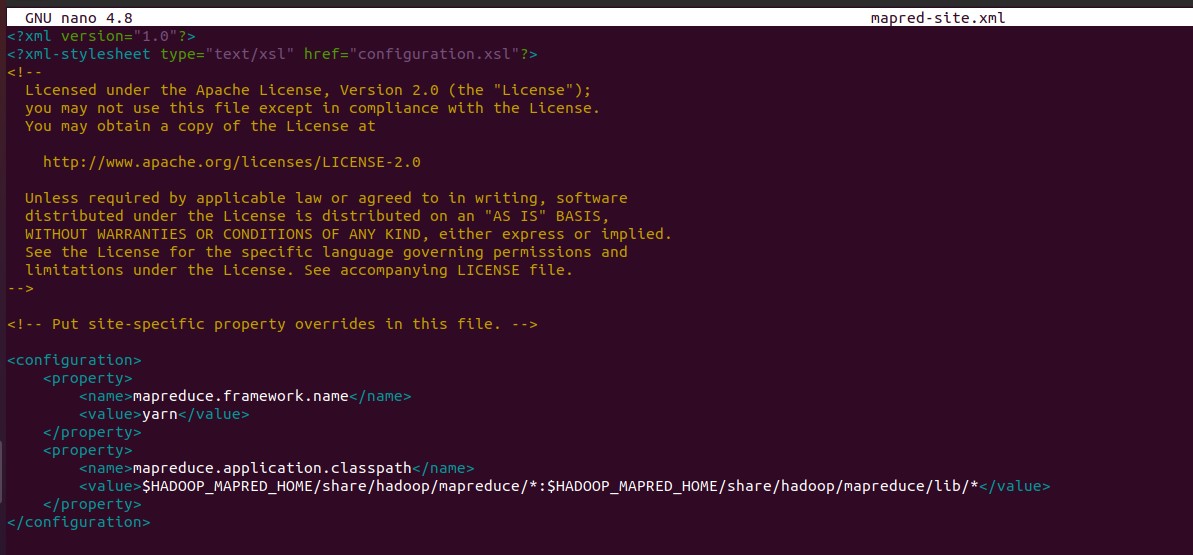 GNU nano 4.8 mapred-site.xml
<?xml version="1.0"?>
<?xml-stylesheet type="text/xsl" href="configuration.xsl"?>
<!--
  Licensed under the Apache License, Version 2.0 (the "License");
  you may not use this file except in compliance with the License.
  You may obtain a copy of the License at

    http://www.apache.org/licenses/LICENSE-2.0

  Unless required by applicable law or agreed to in writing, software
  distributed under the License is distributed on an "AS IS" BASIS,
  WITHOUT WARRANTIES OR CONDITIONS OF ANY KIND, either express or implied.
  See the License for the specific language governing permissions and
  limitations under the License. See accompanying LICENSE file.
-->

<!-- Put site-specific property overrides in this file. -->

<configuration>
    <property>
        <name>mapreduce.framework.name</name>
        <value>yarn</value>
    </property>
    <property>
        <name>mapreduce.application.classpath</name>
        <value>$HADOOP_MAPRED_HOME/share/hadoop/mapreduce/*:$HADOOP_MAPRED_HOME/share/hadoop/mapreduce/lib/*</value>
    </property>
</configuration>